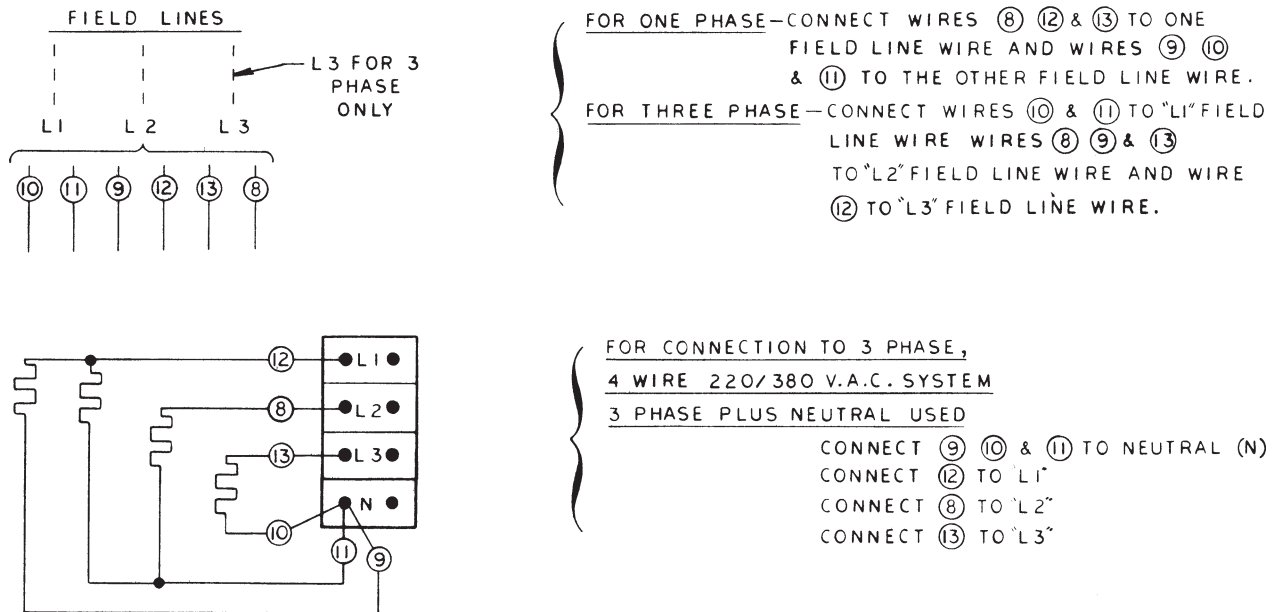 FIELD LINES
L3 FOR 3
PHASE
ONLY
L1 L2 L3
⑩ ⑪ ⑨ ⑫ ⑬ ⑧
FOR ONE PHASE—CONNECT WIRES ⑧ ⑫ & ⑬ TO ONE
FIELD LINE WIRE AND WIRES ⑨ ⑩
& ⑪ TO THE OTHER FIELD LINE WIRE.
FOR THREE PHASE—CONNECT WIRES ⑩ & ⑪ TO "L1" FIELD
LINE WIRE WIRES ⑧ ⑨ & ⑬
TO "L2" FIELD LINE WIRE AND WIRE
⑫ TO "L3" FIELD LINE WIRE.
⑫ L1
⑧ L2
⑬ L3
N
⑩
⑪
⑨
FOR CONNECTION TO 3 PHASE,
4 WIRE 220/380 V.A.C. SYSTEM
3 PHASE PLUS NEUTRAL USED
CONNECT ⑨ ⑩ & ⑪ TO NEUTRAL (N)
CONNECT ⑫ TO "L1"
CONNECT ⑧ TO "L2"
CONNECT ⑬ TO "L3"